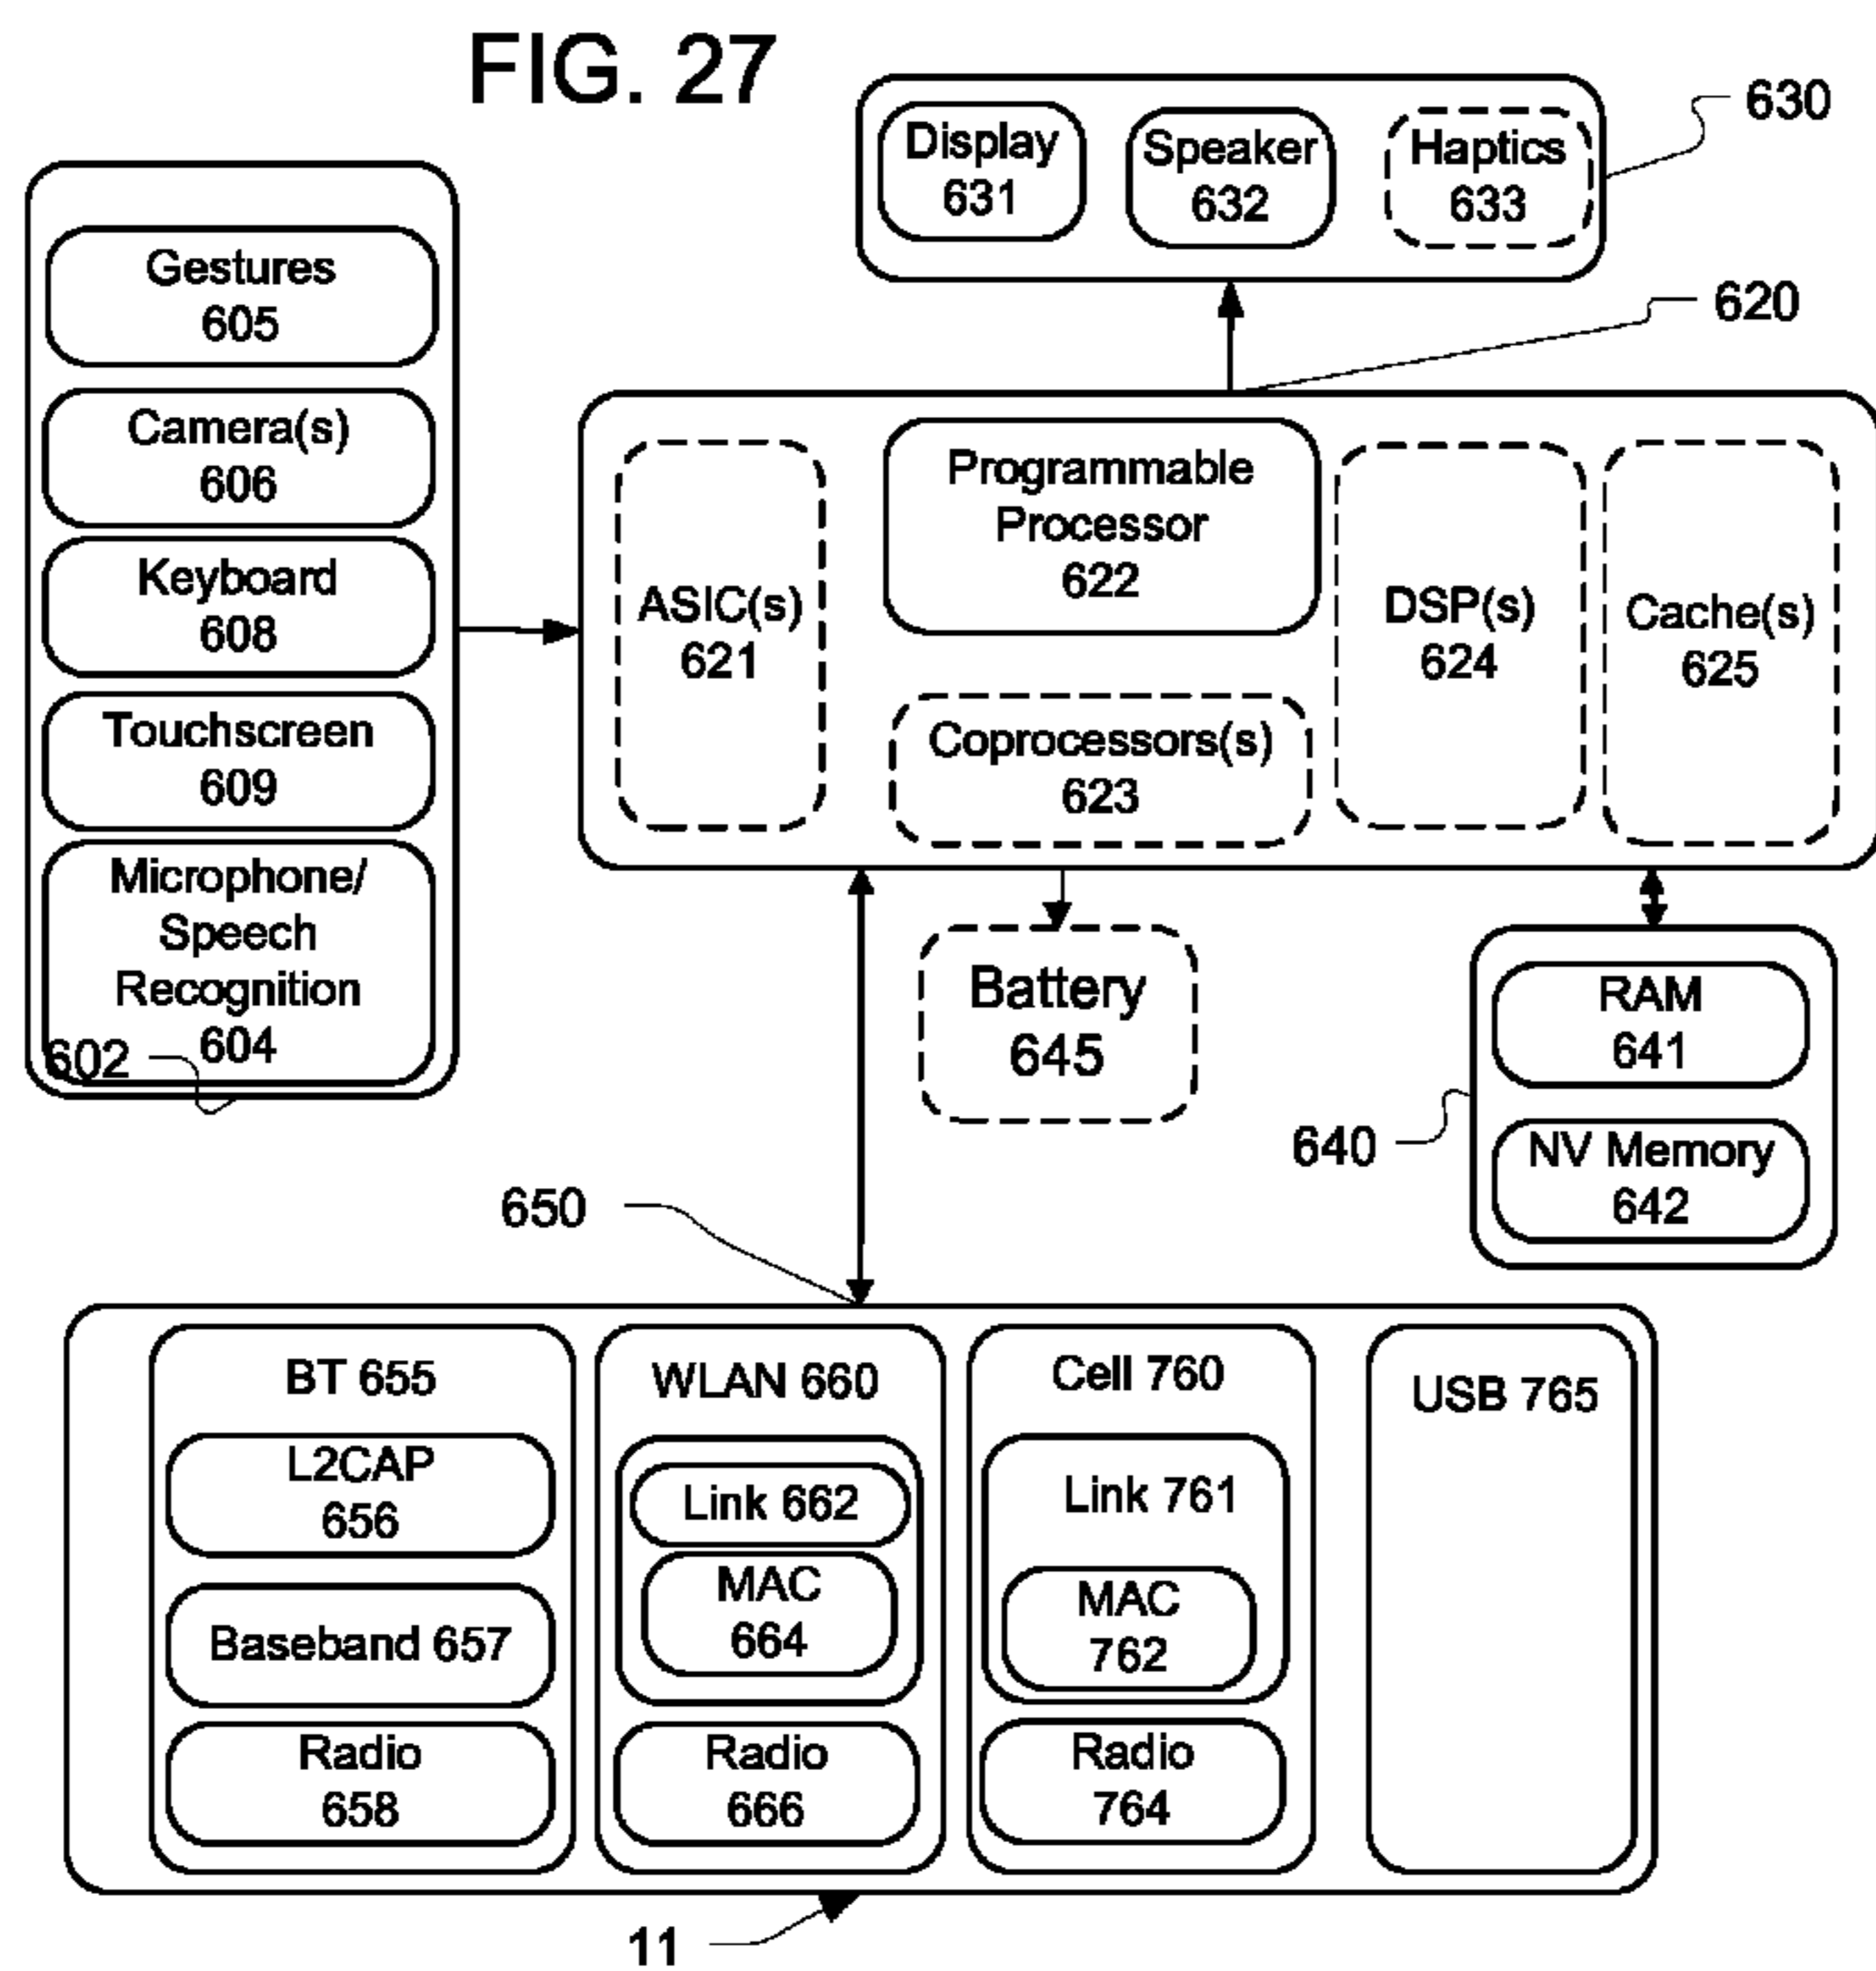 FIG. 27
Display
631
Speaker
632
Haptics
633
630
620
Gestures
605
Camera(s)
606
Keyboard
608
Touchscreen
609
Microphone/
Speech
Recognition
604
602
ASIC(s)
621
Programmable
Processor
622
Coprocessors(s)
623
DSP(s)
624
Cache(s)
625
Battery
645
RAM
641
NV Memory
642
640
650
BT 655
L2CAP
656
Baseband 657
Radio
658
WLAN 660
Link 662
MAC
664
Radio
666
Cell 760
Link 761
MAC
762
Radio
764
USB 765
11